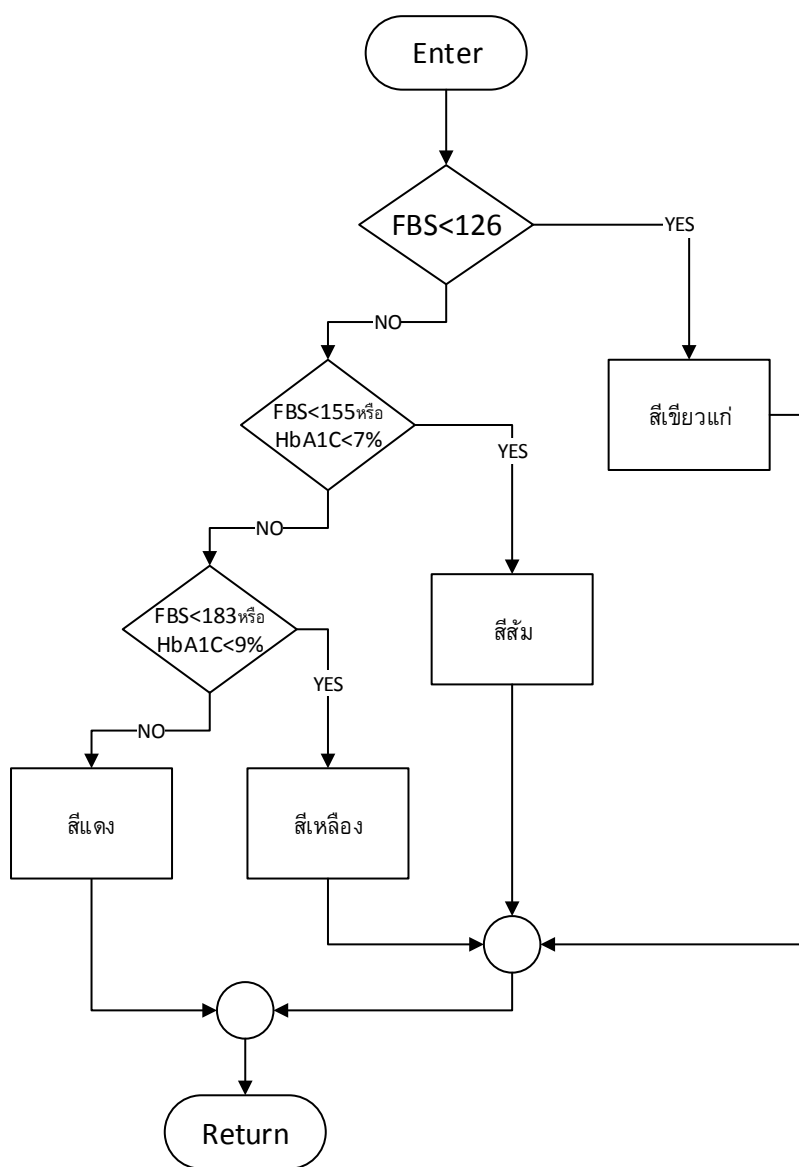 Enter
FBS<126
YES
NO
สีเขียวแก่
FBS<155หรือ
HbA1C<7%
YES
NO
FBS<183หรือ
HbA1C<9%
สีส้ม
YES
NO
สีแดง
สีเหลือง
Return